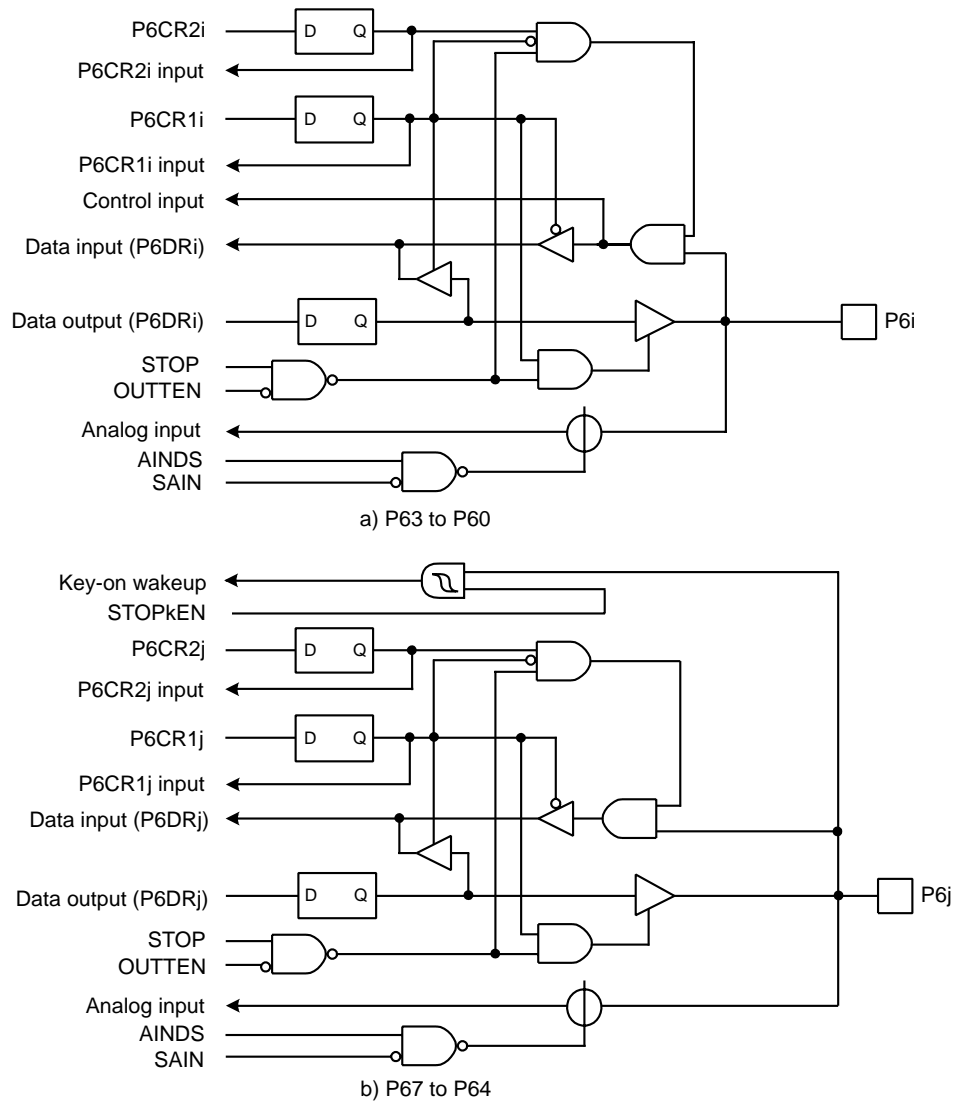 P6CR2i
D Q
P6CR2i input
P6CR1i
D Q
P6CR1i input
Control input
Data input (P6DRi)
Data output (P6DRi)
D Q
P6i
STOP
OUTTEN
Analog input
AINDS
SAIN
a) P63 to P60
Key-on wakeup
STOPkEN
P6CR2j
D Q
P6CR2j input
P6CR1j
D Q
P6CR1j input
Data input (P6DRj)
Data output (P6DRj)
D Q
P6j
STOP
OUTTEN
Analog input
AINDS
SAIN
b) P67 to P64